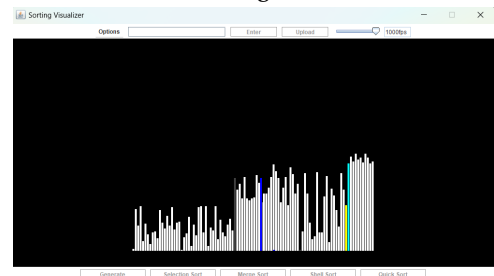 Sorting Visualizer
Options Enter Upload 1000fps
Generate Selection Sort Merge Sort Shell Sort Quick Sort